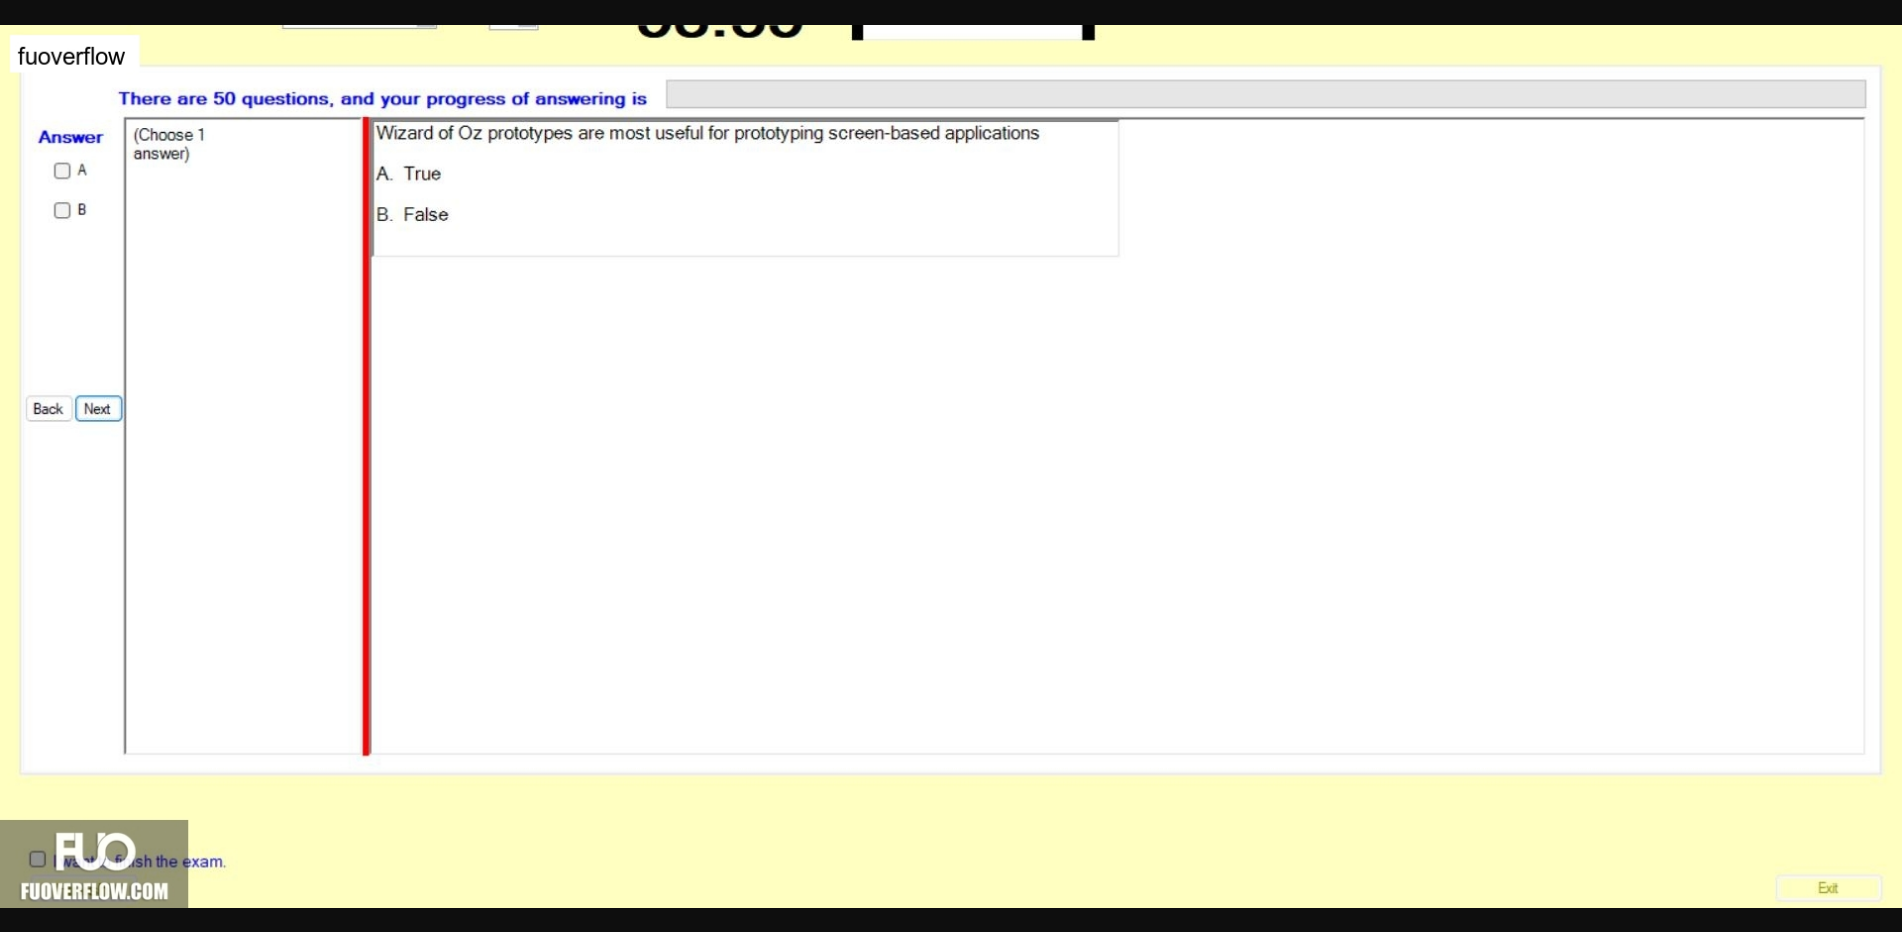 fuoverflow
There are 50 questions, and your progress of answering is
Answer
(Choose 1
answer)
A
B
Wizard of Oz prototypes are most useful for prototyping screen-based applications
A. True
B. False
Back Next
I want finish the exam.
FUO
FUOVERFLOW.COM
Exit